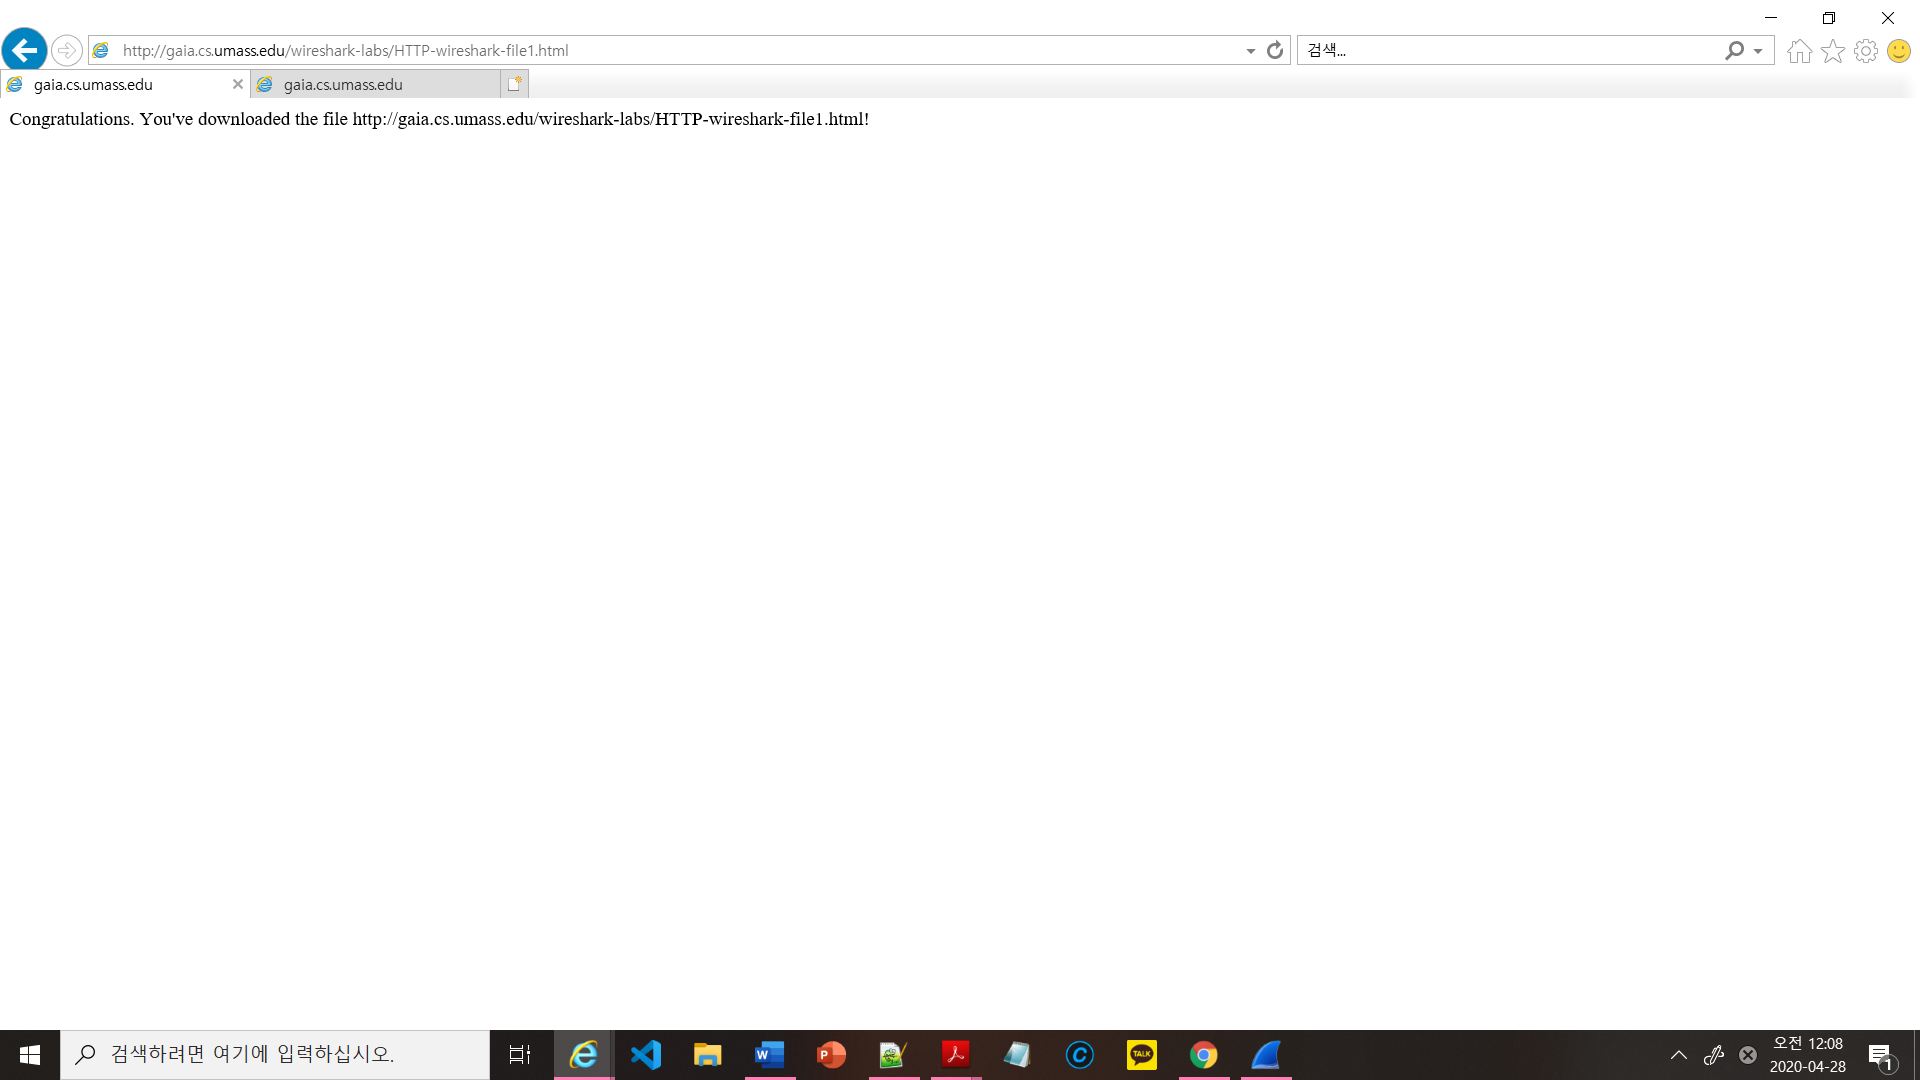 http://gaia.cs.umass.edu/wireshark-labs/HTTP-wireshark-file1.html
검색...
gaia.cs.umass.edu
gaia.cs.umass.edu
Congratulations. You've downloaded the file http://gaia.cs.umass.edu/wireshark-labs/HTTP-wireshark-file1.html!
검색하려면 여기에 입력하십시오.
W
P
C
TALK
오전 12:08
2020-04-28
1